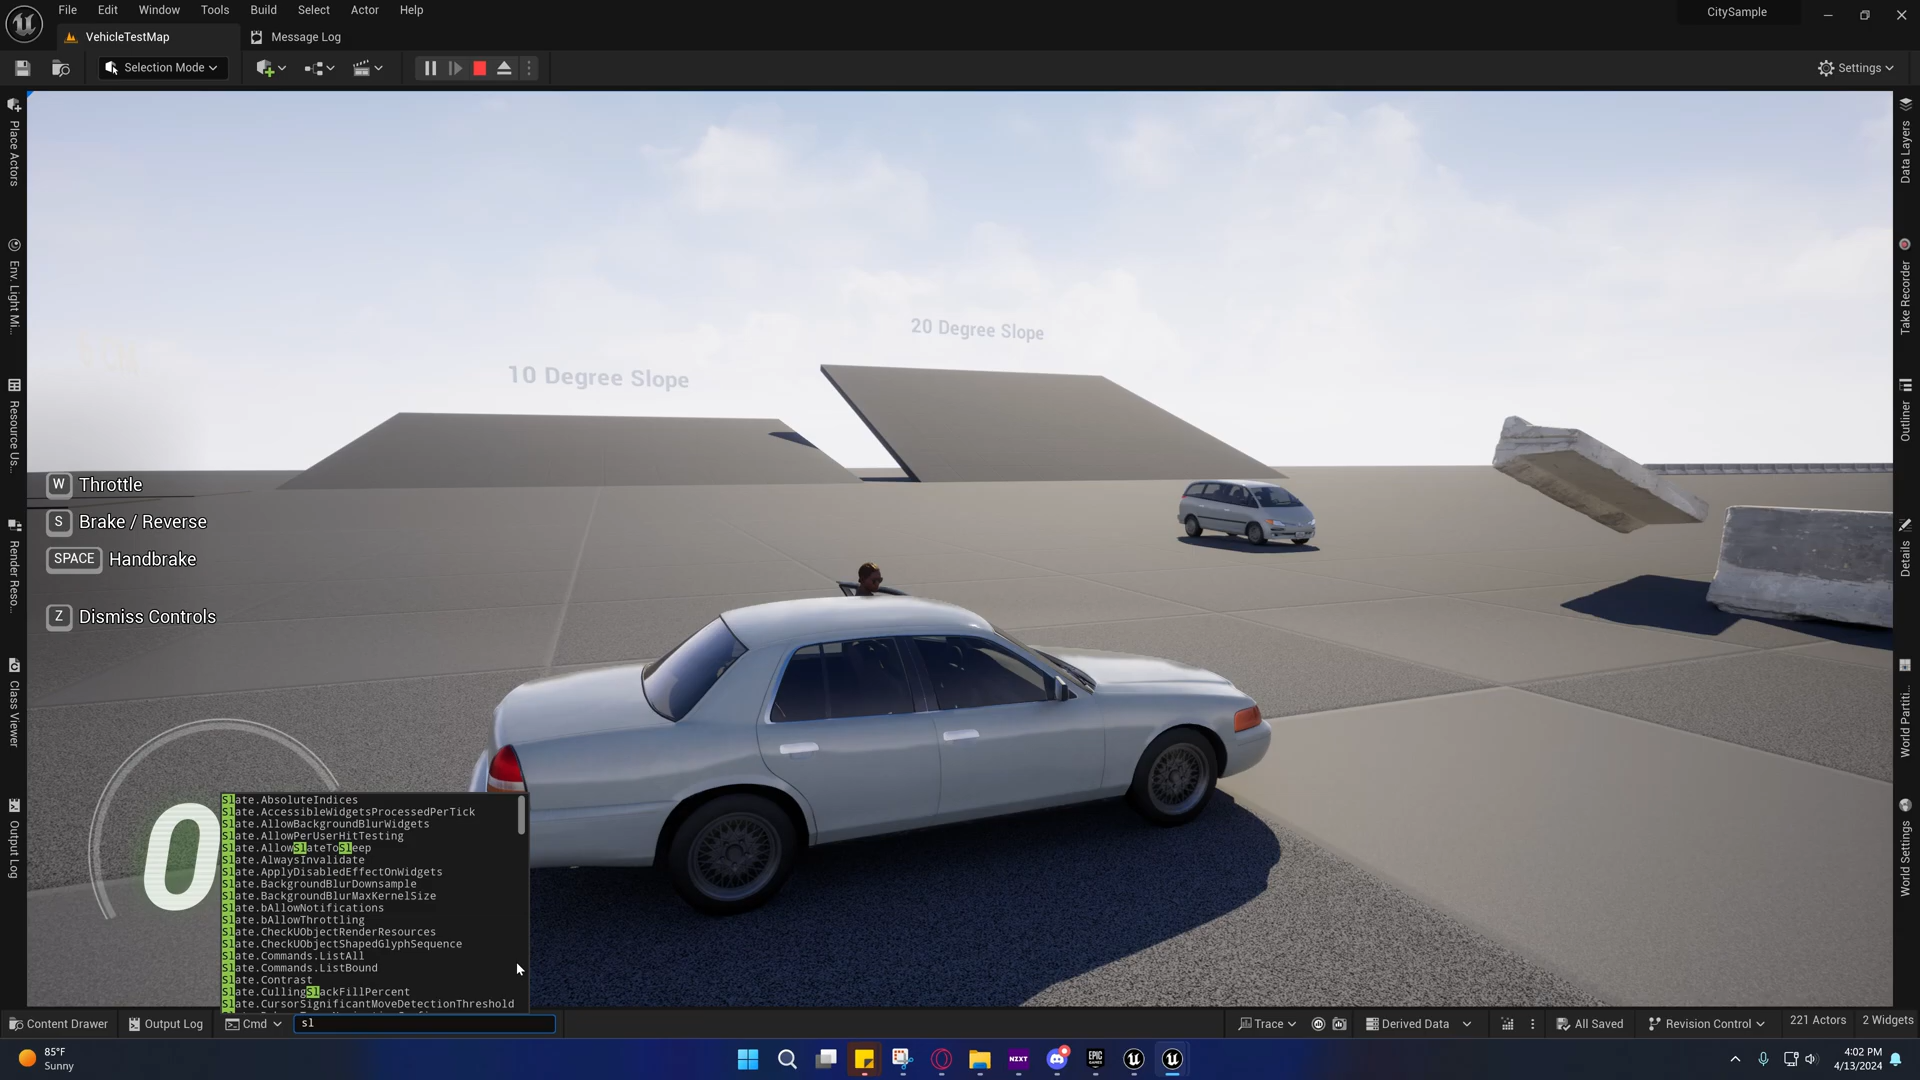 File Edit Window Tools Build Select Actor Help
CitySample
VehicleTestMap
Message Log
Selection Mode
Settings
Place Actors
Env. Light Mi...
Resource Us...
Render Reso...
Class Viewer
Output Log
20 Degree Slope
10 Degree Slope
W Throttle
S Brake / Reverse
SPACE Handbrake
Z Dismiss Controls
0
Slate.AbsoluteIndices
Slate.AccessibleWidgetsProcessedPerTick
Slate.AllowBackgroundBlurWidgets
Slate.AllowPerUserHitTesting
Slate.AllowSlateToSleep
Slate.AlwaysInvalidate
Slate.ApplyDisabledEffectOnWidgets
Slate.BackgroundBlurDownsample
Slate.BackgroundBlurMaxKernelSize
Slate.bAllowNotifications
Slate.bAllowThrottling
Slate.CheckUObjectRenderResources
Slate.CheckUObjectShapedGlyphSequence
Slate.Commands.ListAll
Slate.Commands.ListBound
Slate.Contrast
Slate.CullingSlackFillPercent
Slate.CursorSignificantMoveDetectionThreshold
Data Layers
Take Recorder
Outliner
Details
World Partiti...
World Settings
Content Drawer
Output Log
Cmd
sl
Trace
Derived Data
All Saved
Revision Control
221 Actors
2 Widgets
85°F
Sunny
NZXT
EPIC
GAMES
4:02 PM
4/13/2024